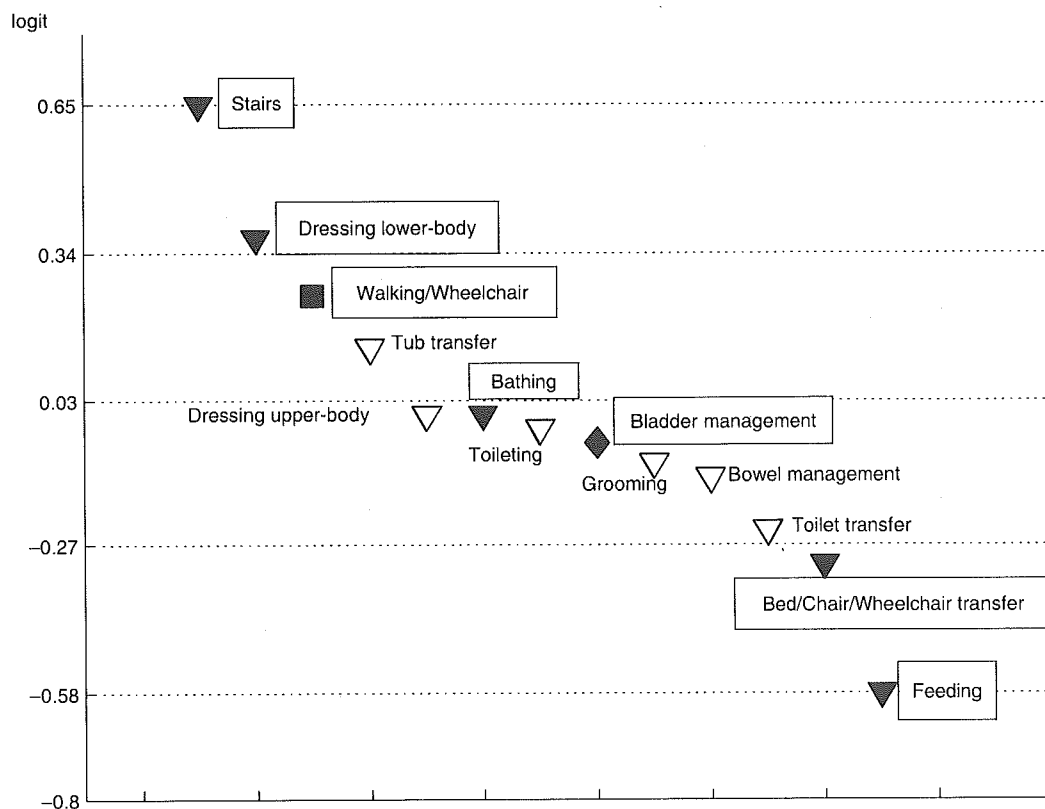 logit
0.65
Stairs
Dressing lower-body
0.34
Walking/Wheelchair
Tub transfer
Bathing
0.03
Dressing upper-body
Bladder management
Toileting
Grooming
Bowel management
Toilet transfer
−0.27
Bed/Chair/Wheelchair transfer
−0.58
Feeding
−0.8